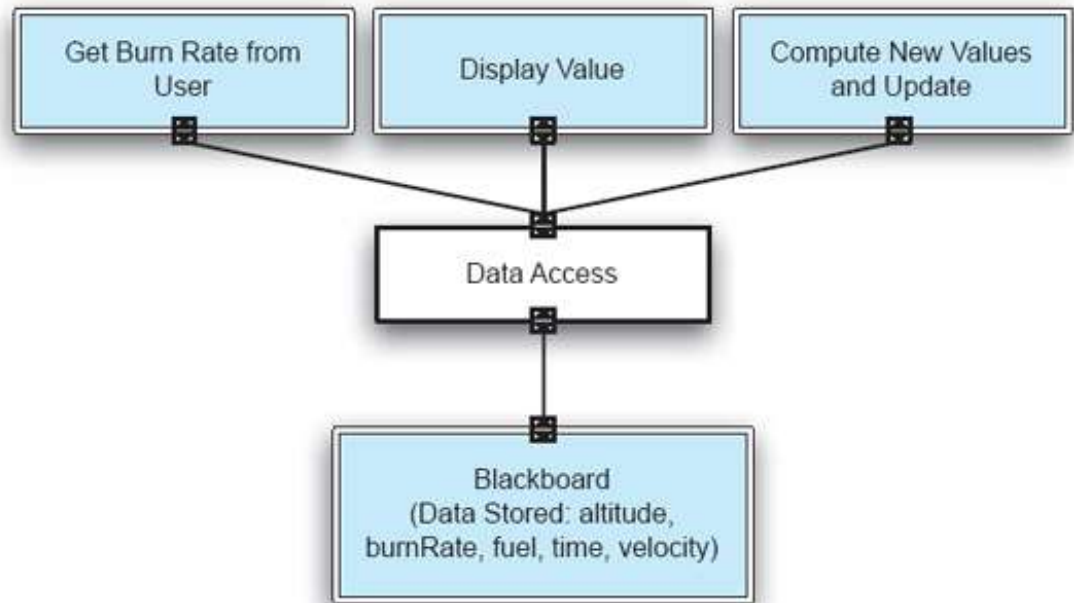 Get Burn Rate from
User
Display Value
Compute New Values
and Update
Data Access
Blackboard
(Data Stored: altitude,
burnRate, fuel, time, velocity)